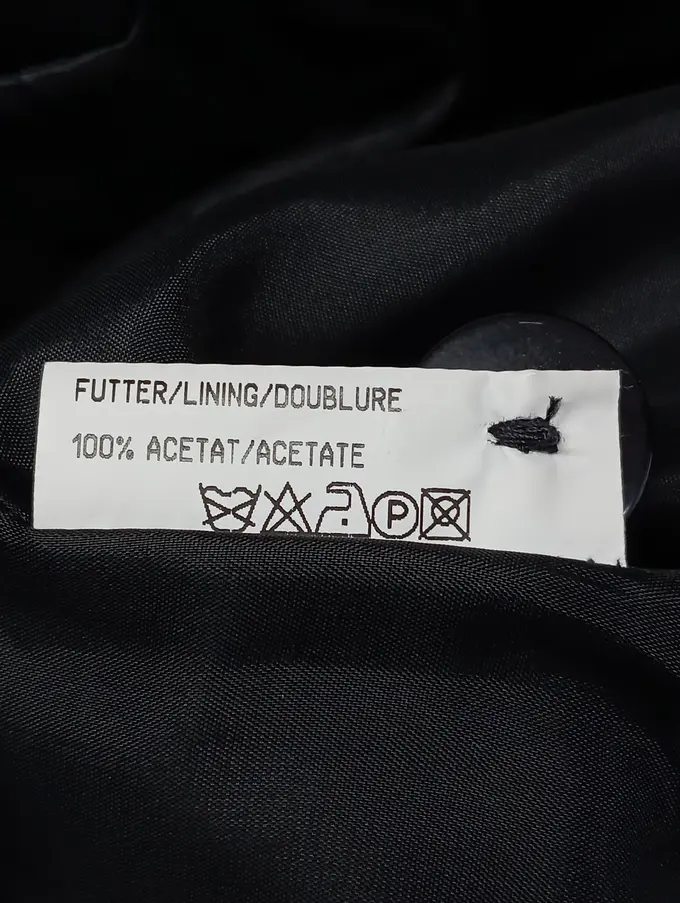 FUTTER/LINING/DOUBLURE
100% ACETAT/ACETATE
P